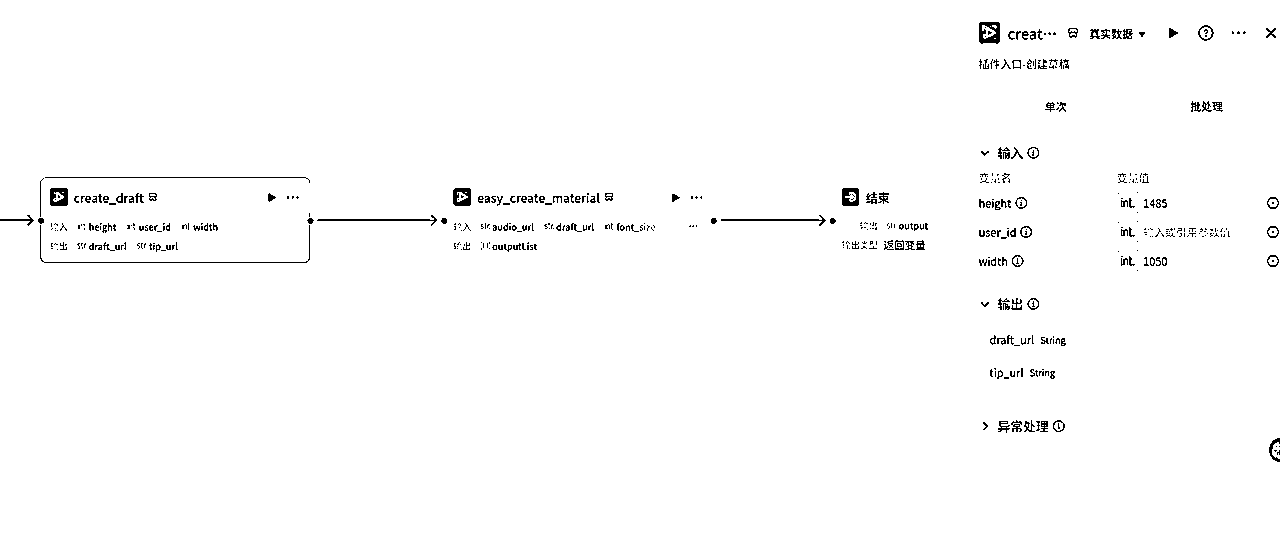 creat… 真实数据
插件入口-创建草稿
单次 批处理
输入
变量名 变量值
height int. 1485
user_id int. 输入或引用参数值
width int. 1050
输出
draft_url String
tip_url String
异常处理
create_draft
输入 int height int user_id int width
输出 str draft_url str tip_url
easy_create_material
输入 str audio_url str draft_url int font_size ...
输出 outputList
结束
输出 str output
输出类型 返回变量